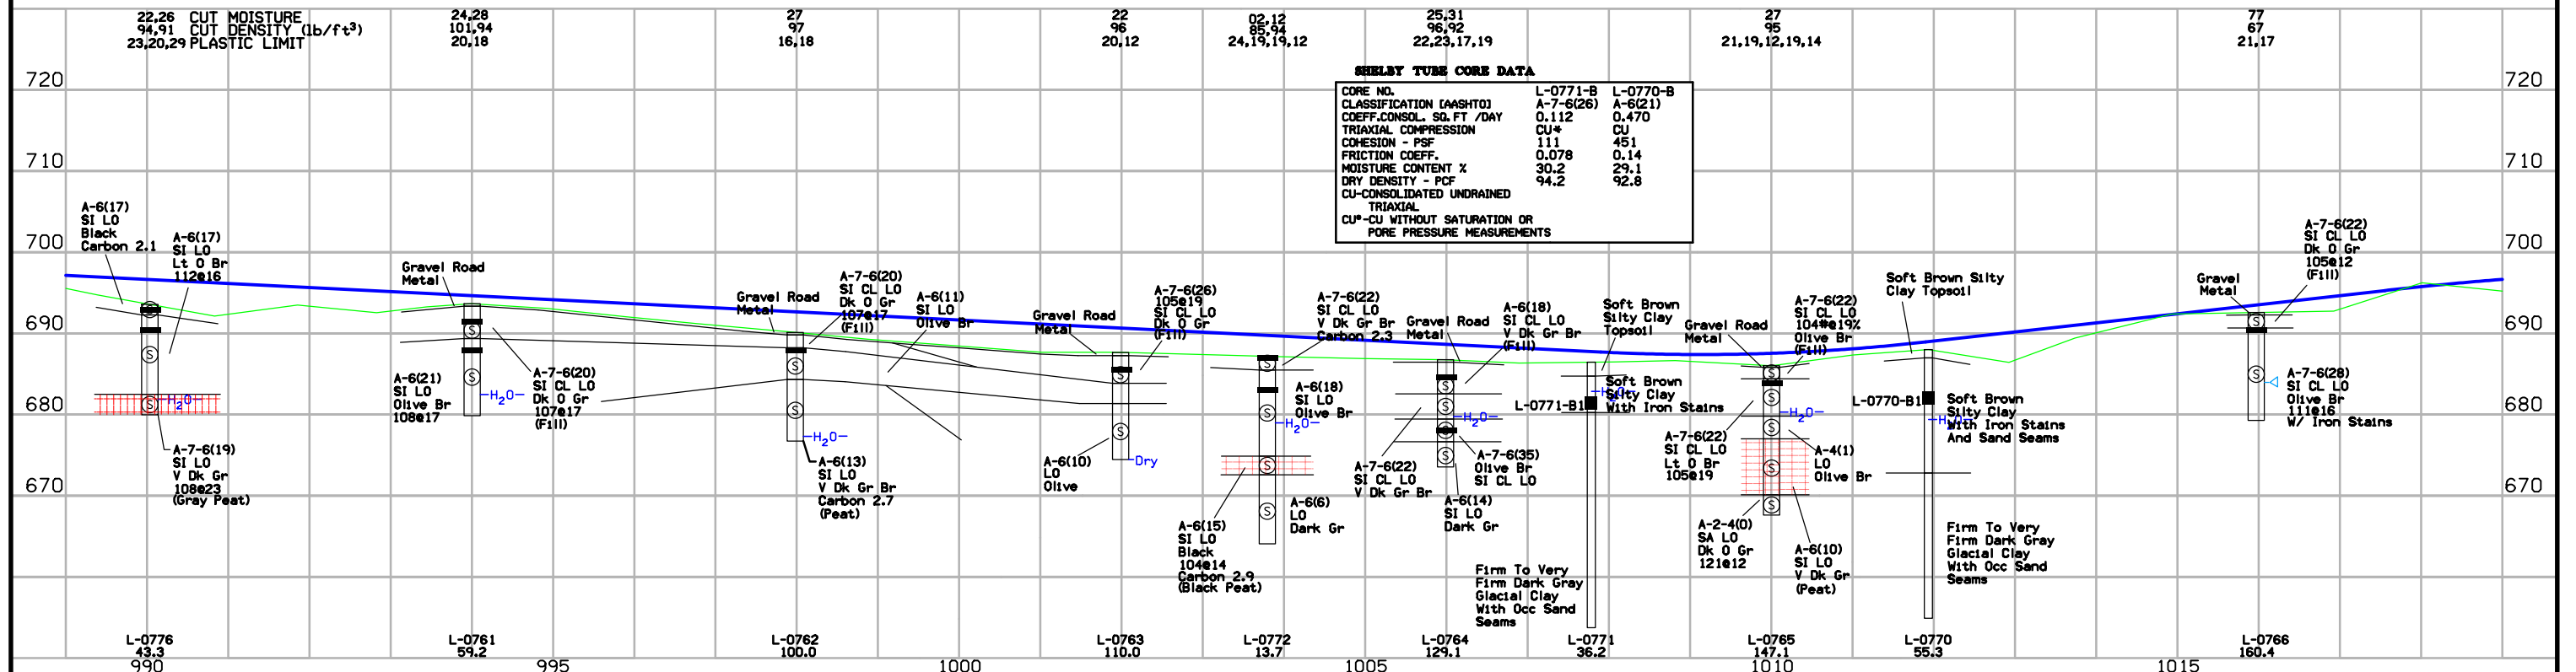 22,26 CUT MOISTURE
94,91 CUT DENSITY (lb/ft³)
23,20,29 PLASTIC LIMIT
24,28
101,94
20,18
27
97
16,18
22
96
20,12
02,12
85,94
24,19,19,12
25,31
96,92
22,23,17,19
27
95
21,19,12,19,14
77
67
21,17
SHELBY TUBE CORE DATA
CORE NO. L-0771-B L-0770-B
CLASSIFICATION [AASHTO] A-7-6(26) A-6(21)
COEFF.CONSOL. SQ.FT /DAY 0.112 0.470
TRIAXIAL COMPRESSION CU* CU
COHESION - PSF 111 451
FRICTION COEFF. 0.078 0.14
MOISTURE CONTENT % 30.2 29.1
DRY DENSITY - PCF 94.2 92.8
CU-CONSOLIDATED UNDRAINED
TRIAXIAL
CU*-CU WITHOUT SATURATION OR
PORE PRESSURE MEASUREMENTS
720
720
710
710
700
700
690
690
680
680
670
670
A-6(17)
SI LO
Black
Carbon 2.1
A-6(17)
SI LO
Lt O Br
112@16
S
S
S
H2O
A-7-6(19)
SI LO
V Dk Gr
108@23
(Gray Peat)
Gravel Road
Metal
S
S
H2O
A-6(21)
SI LO
Olive Br
108@17
A-7-6(20)
SI CL LO
Dk O Gr
107@17
(Fill)
Gravel Road
Metal
A-7-6(20)
SI CL LO
Dk O Gr
107@17
(Fill)
A-6(11)
SI LO
Olive Br
S
S
H2O
A-6(13)
SI LO
V Dk Gr Br
Carbon 2.7
(Peat)
Gravel Road
Metal
A-7-6(26)
105@19
SI CL LO
Dk O Gr
(Fill)
S
S
Dry
A-6(10)
LO
Olive
A-7-6(22)
SI CL LO
V Dk Gr Br
Carbon 2.3
S
S
S
S
A-6(18)
SI LO
Olive Br
H2O
A-6(6)
LO
Dark Gr
A-6(15)
SI LO
Black
104@14
Carbon 2.9
(Black Peat)
Gravel Road
Metal
A-6(18)
SI CL LO
V Dk Gr Br
(Fill)
S
S
S
S
H2O
A-7-6(22)
SI CL LO
V Dk Gr Br
A-7-6(35)
Olive Br
SI CL LO
A-6(14)
SI LO
Dark Gr
Soft Brown
Silty Clay
Topsoil
H2O
L-0771-B1
Soft Brown
Silty Clay
With Iron Stains
Firm To Very
Firm Dark Gray
Glacial Clay
With Occ Sand
Seams
Gravel Road
Metal
A-7-6(22)
SI CL LO
104#@19%
Olive Br
(Fill)
S
S
S
S
S
H2O
A-7-6(22)
SI CL LO
Lt O Br
105@19
A-4(1)
LO
Olive Br
A-2-4(0)
SA LO
Dk O Gr
121@12
A-6(10)
SI LO
V Dk Gr
(Peat)
Soft Brown Silty
Clay Topsoil
L-0770-B1
H2O
Soft Brown
Silty Clay
With Iron Stains
And Sand Seams
Firm To Very
Firm Dark Gray
Glacial Clay
With Occ Sand
Seams
Gravel
Metal
A-7-6(22)
SI CL LO
Dk O Gr
105@12
(Fill)
S
S
A-7-6(28)
SI CL LO
Olive Br
111@16
W/ Iron Stains
L-0776
43.3
L-0761
59.2
L-0762
100.0
L-0763
110.0
L-0772
13.7
L-0764
129.1
L-0771
36.2
L-0765
147.1
L-0770
55.3
L-0766
160.4
990
995
1000
1005
1010
1015